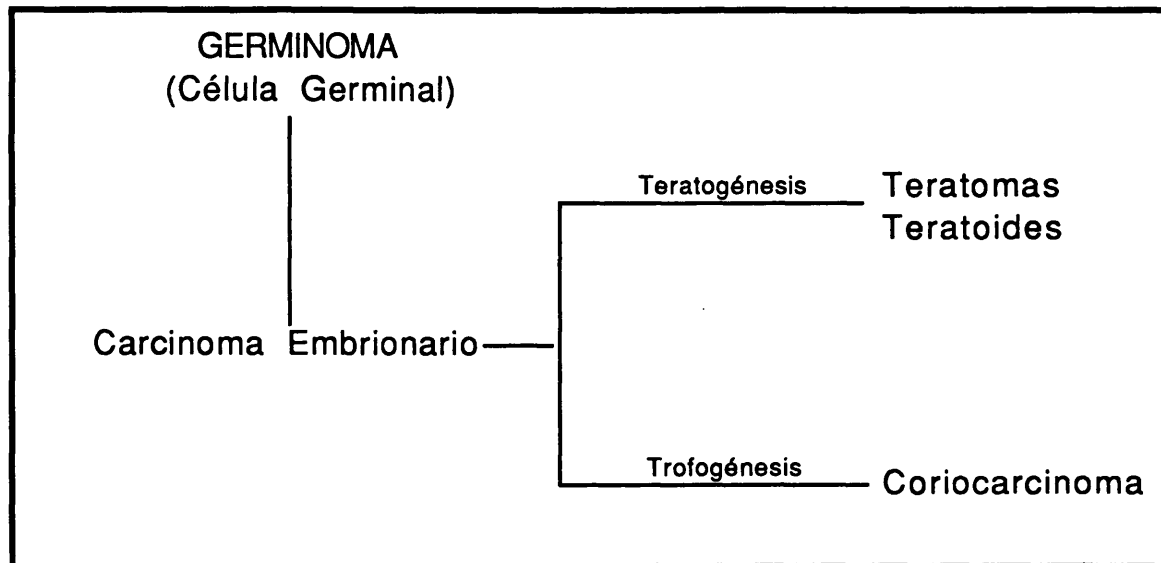 GERMINOMA
(Célula Germinal)
Teratogénesis
Teratomas
Teratoides
Carcinoma Embrionario
Trofogénesis
Coriocarcinoma